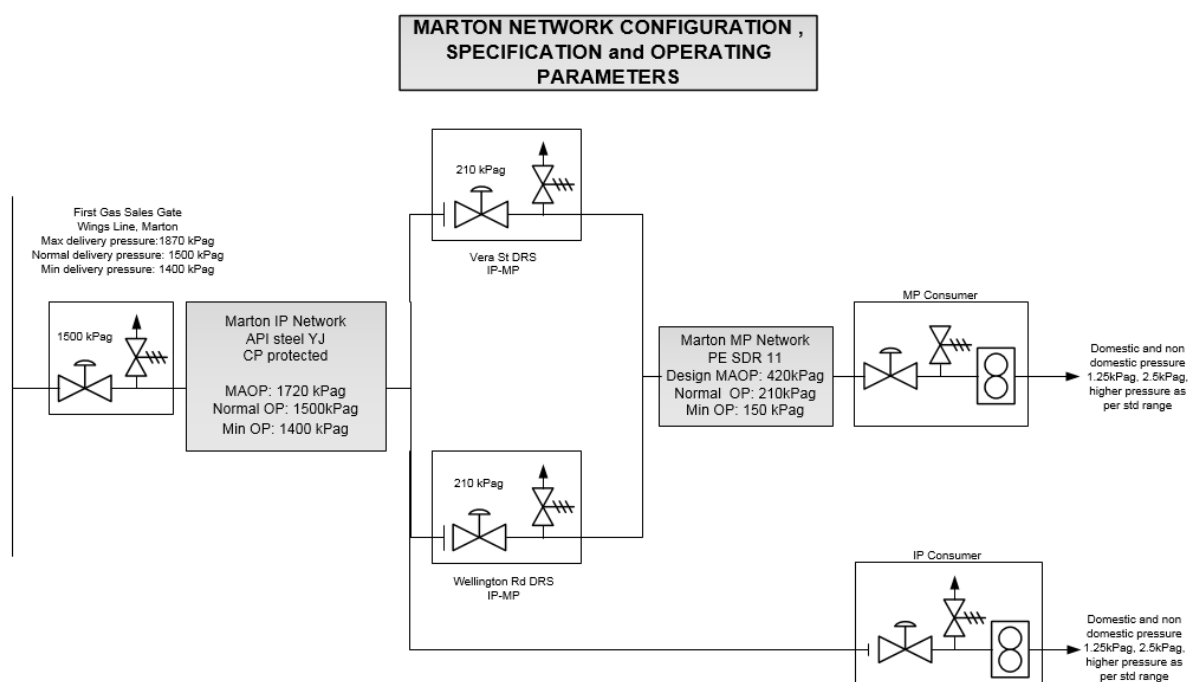 MARTON NETWORK CONFIGURATION ,
SPECIFICATION and OPERATING
PARAMETERS
First Gas Sales Gate
Wings Line, Marton
Max delivery pressure:1870 kPag
Normal delivery pressure: 1500 kPag
Min delivery pressure: 1400 kPag
1500 kPag
Marton IP Network
API steel YJ
CP protected
MAOP: 1720 kPag
Normal OP: 1500kPag
Min OP: 1400 kPag
210 kPag
Vera St DRS
IP-MP
210 kPag
Wellington Rd DRS
IP-MP
Marton MP Network
PE SDR 11
Design MAOP: 420kPag
Normal OP: 210kPag
Min OP: 150 kPag
MP Consumer
Domestic and non
domestic pressure
1.25kPag, 2.5kPag,
higher pressure as
per std range
IP Consumer
Domestic and non
domestic pressure
1.25kPag, 2.5kPag,
higher pressure as
per std range